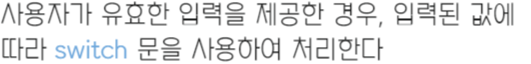 사용자가 유효한 입력을 제공한 경우, 입력된 값에
따라 switch 문을 사용하여 처리한다